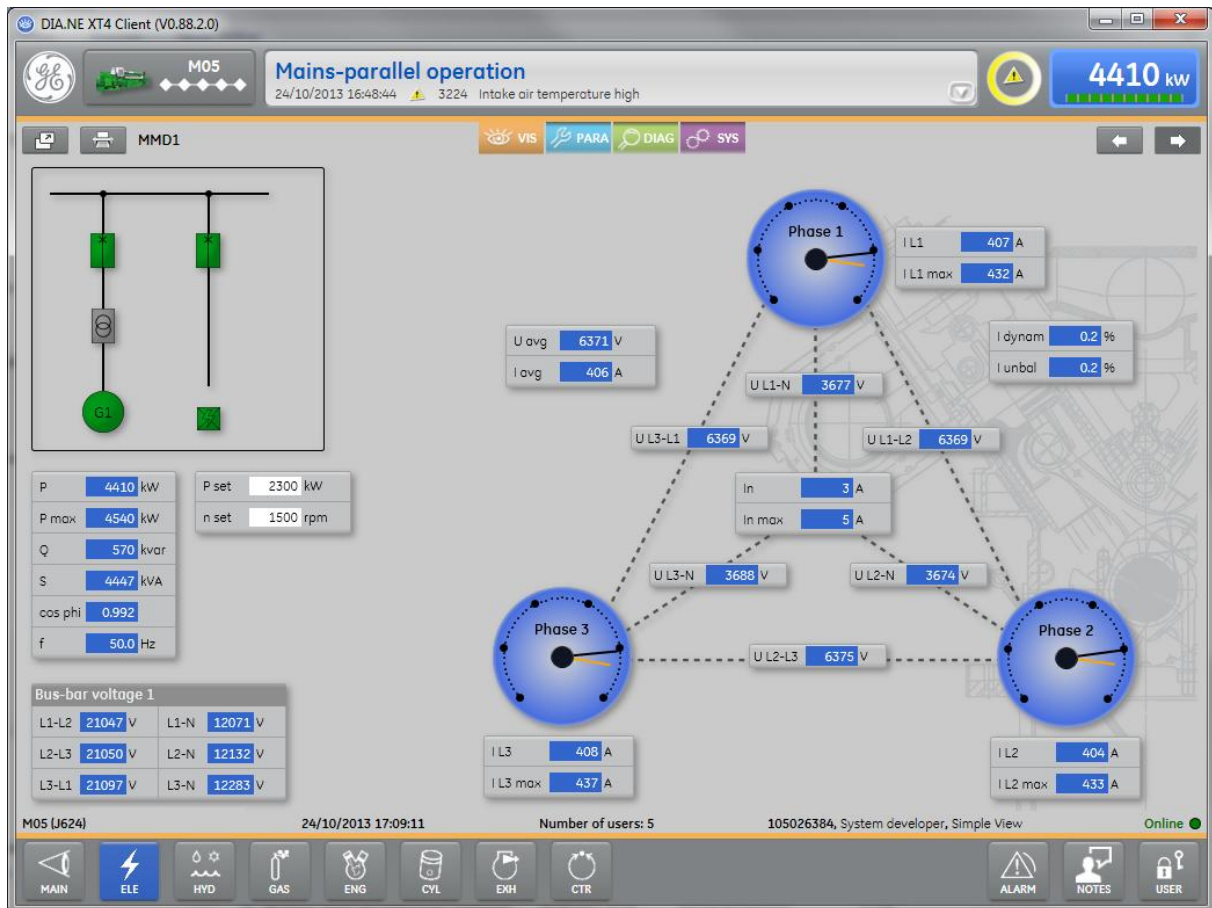 DIA.NE XT4 Client (V0.88.2.0)
M05
Mains-parallel operation
24/10/2013 16:48:44 3224 Intake air temperature high
4410 kW
MMD1
VIS PARA DIAG SYS
G1
P 4410 kW
P max 4540 kW
Q 570 kvar
S 4447 kVA
cos phi 0.992
f 50.0 Hz
P set 2300 kW
n set 1500 rpm
Bus-bar voltage 1
L1-L2 21047 V L1-N 12071 V
L2-L3 21050 V L2-N 12132 V
L3-L1 21097 V L3-N 12283 V
Phase 1
I L1 407 A
I L1 max 432 A
U avg 6371 V
I avg 406 A
I dynam 0.2 %
I unbal 0.2 %
U L1-N 3677 V
U L3-L1 6369 V
U L1-L2 6369 V
In 3 A
In max 5 A
U L3-N 3688 V
U L2-N 3674 V
Phase 3
Phase 2
U L2-L3 6375 V
I L3 408 A
I L3 max 437 A
I L2 404 A
I L2 max 433 A
M05 (J624) 24/10/2013 17:09:11 Number of users: 5 105026384, System developer, Simple View Online
MAIN ELE HYD GAS ENG CYL EXH CTR ALARM NOTES USER